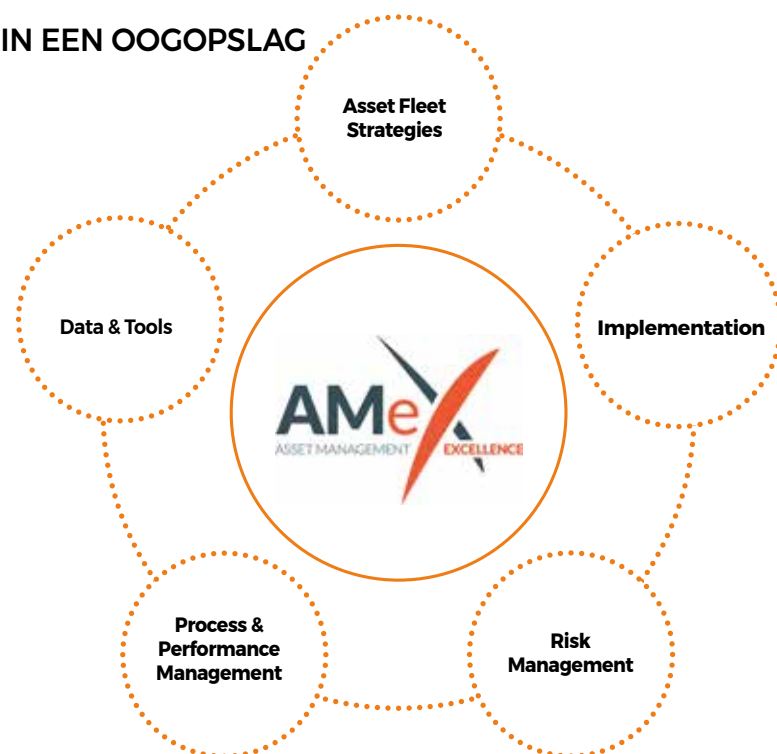 IN EEN OOGOPSLAG
Asset Fleet
Strategies
Data & Tools
Implementation
AMeX
ASSET MANAGEMENT EXCELLENCE
Process &
Performance
Management
Risk
Management